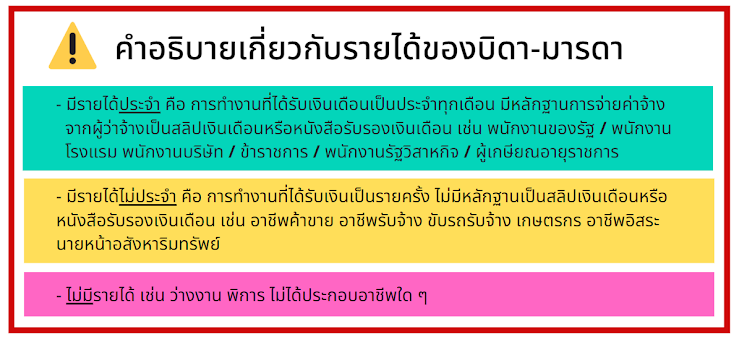 คำอธิบายเกี่ยวกับรายได้ของบิดา-มารดา
- มีรายได้ประจำ คือ การทำงานที่ได้รับเงินเดือนเป็นประจำทุกเดือน มีหลักฐานการจ่ายค่าจ้าง
จากผู้ว่าจ้างเป็นสลิปเงินเดือนหรือหนังสือรับรองเงินเดือน เช่น พนักงานของรัฐ / พนักงาน
โรงแรม พนักงานบริษัท / ข้าราชการ / พนักงานรัฐวิสาหกิจ / ผู้เกษียณอายุราชการ
- มีรายได้ไม่ประจำ คือ การทำงานที่ได้รับเงินเป็นรายครั้ง ไม่มีหลักฐานเป็นสลิปเงินเดือนหรือ
หนังสือรับรองเงินเดือน เช่น อาชีพค้าขาย อาชีพรับจ้าง ขับรถรับจ้าง เกษตรกร อาชีพอิสระ
นายหน้าอสังหาริมทรัพย์
- ไม่มีรายได้ เช่น ว่างงาน พิการ ไม่ได้ประกอบอาชีพใด ๆ